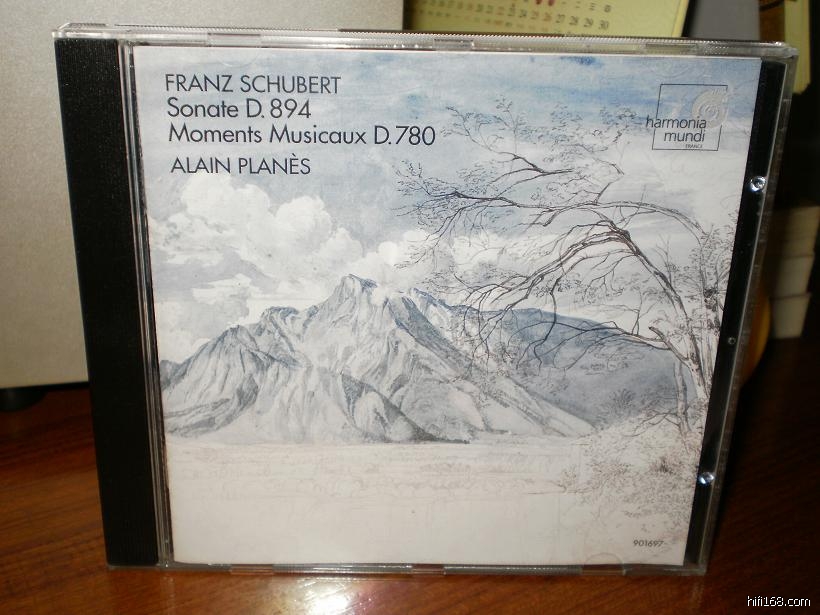 FRANZ SCHUBERT
Sonate D. 894
Moments Musicaux D.780
ALAIN PLANÈS
harmonia
mundi
FRANCE
901697
hifi168.com